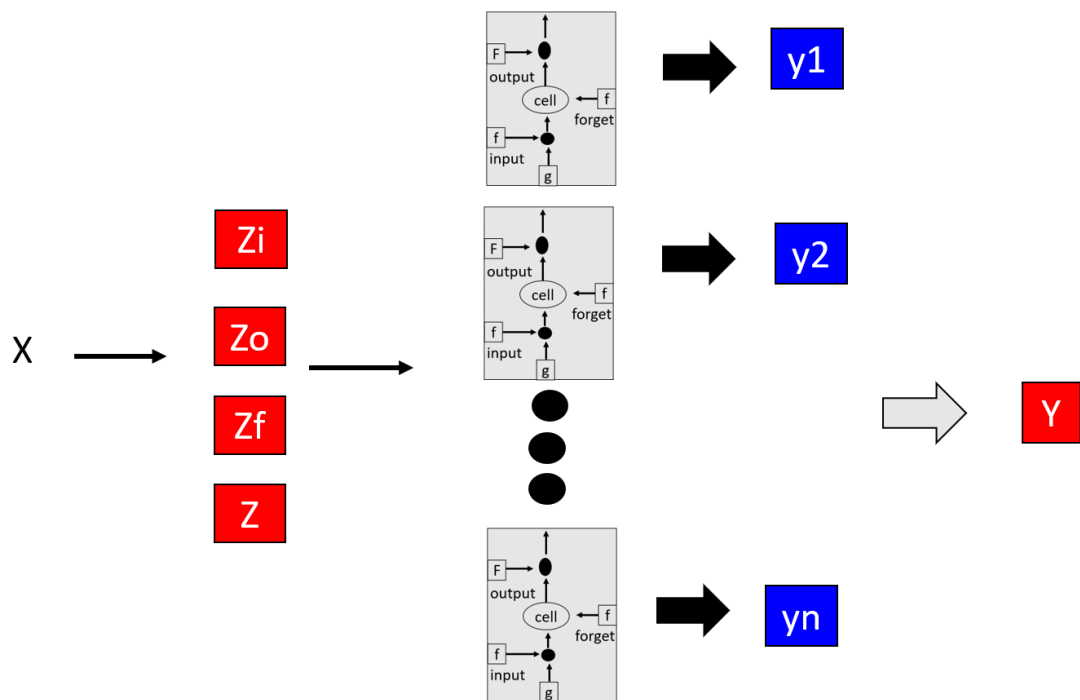 X
Zi
Zo
Zf
Z
F
output
cell
f
forget
f
input
g
y1
F
output
cell
f
forget
f
input
g
y2
F
output
cell
f
forget
f
input
g
yn
Y